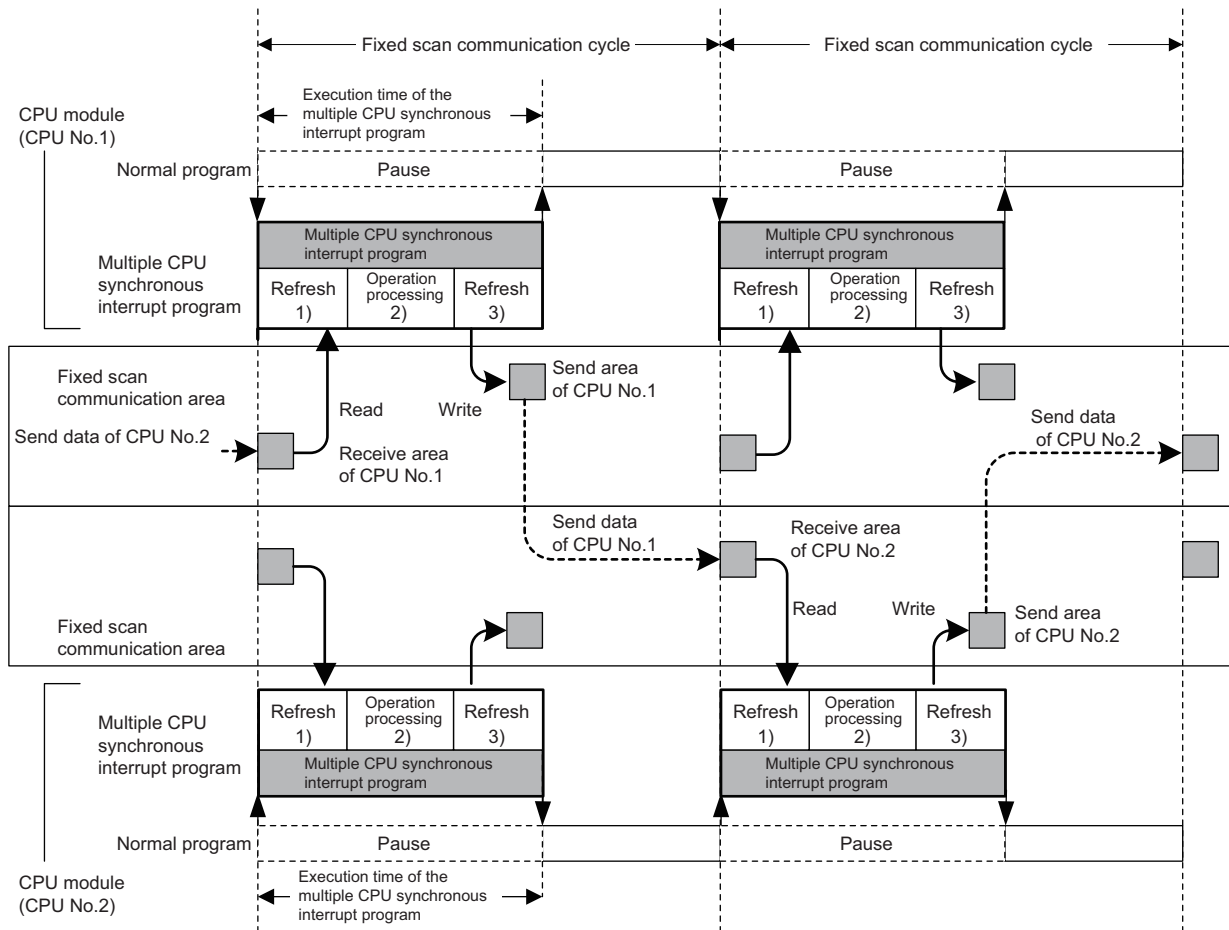 Fixed scan communication cycle
Fixed scan communication cycle
Execution time of the
multiple CPU synchronous
interrupt program
CPU module
(CPU No.1)
Normal program
Pause
Pause
Multiple CPU synchronous
interrupt program
Multiple CPU synchronous
interrupt program
Multiple CPU
synchronous
interrupt program
Refresh
1)
Operation
processing
2)
Refresh
3)
Refresh
1)
Operation
processing
2)
Refresh
3)
Fixed scan
communication area
Send area
of CPU No.1
Read
Write
Send data of CPU No.2
Receive area
of CPU No.1
Send data
of CPU No.2
Send data
of CPU No.1
Receive area
of CPU No.2
Read
Write
Send area
of CPU No.2
Fixed scan
communication area
Multiple CPU
synchronous
interrupt program
Refresh
1)
Operation
processing
2)
Refresh
3)
Refresh
1)
Operation
processing
2)
Refresh
3)
Multiple CPU synchronous
interrupt program
Multiple CPU synchronous
interrupt program
Normal program
Pause
Pause
CPU module
(CPU No.2)
Execution time of the
multiple CPU synchronous
interrupt program